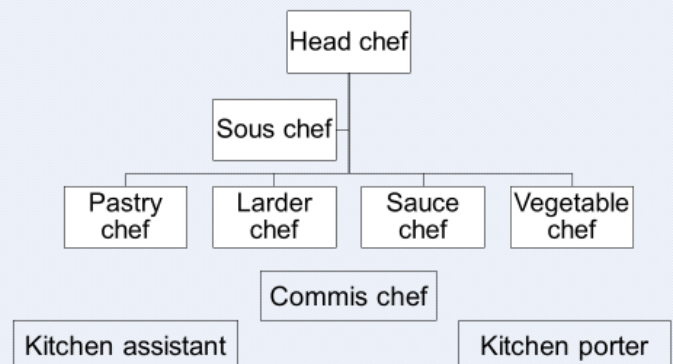 Head chef
Sous chef
Pastry
chef
Larder
chef
Sauce
chef
Vegetable
chef
Commis chef
Kitchen assistant
Kitchen porter